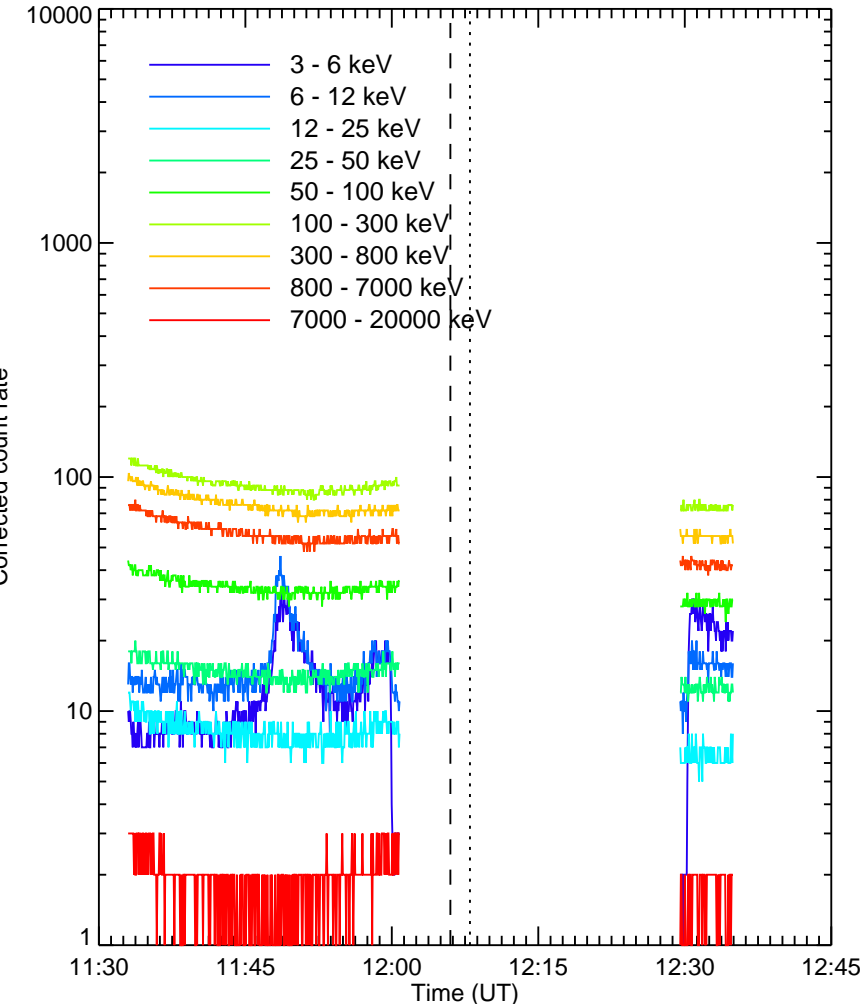 10000
1000
100
10
1
Corrected count rate
3 - 6 keV
6 - 12 keV
12 - 25 keV
25 - 50 keV
50 - 100 keV
100 - 300 keV
300 - 800 keV
800 - 7000 keV
7000 - 20000 keV
11:30
11:45
12:00
12:15
12:30
12:45
Time (UT)